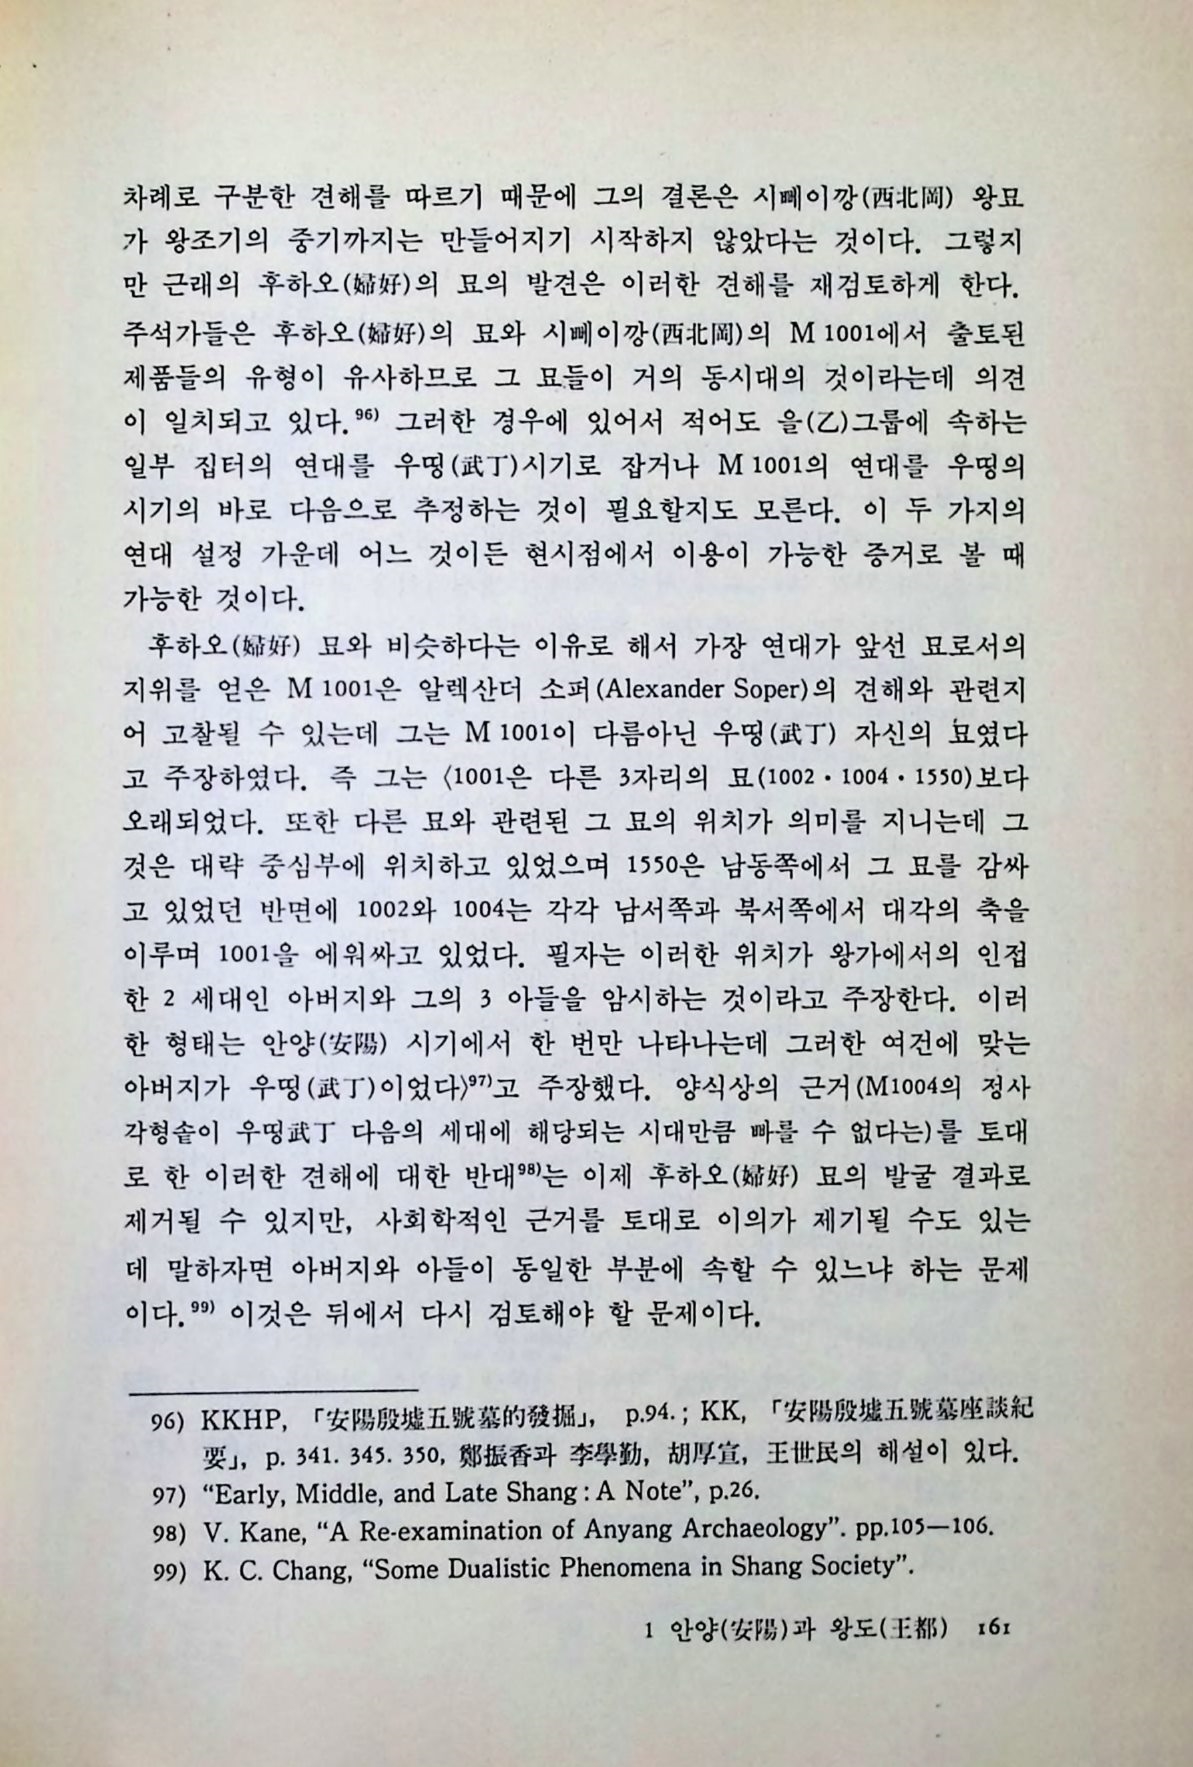 차례로 구분한 견해를 따르기 때문에 그의 결론은 시뻬이깡(西北岡) 왕묘
가 왕조기의 중기까지는 만들어지기 시작하지 않았다는 것이다. 그렇지
만 근래의 후하오(婦好)의 묘의 발견은 이러한 견해를 재검토하게 한다.
주석가들은 후하오(婦好)의 묘와 시뻬이깡(西北岡)의 M 1001에서 출토된
제품들의 유형이 유사하므로 그 묘들이 거의 동시대의 것이라는데 의견
이 일치되고 있다.96) 그러한 경우에 있어서 적어도 을(乙)그룹에 속하는
일부 집터의 연대를 우띵(武丁)시기로 잡거나 M 1001의 연대를 우띵의
시기의 바로 다음으로 추정하는 것이 필요할지도 모른다. 이 두 가지의
연대 설정 가운데 어느 것이든 현시점에서 이용이 가능한 증거로 볼 때
가능한 것이다.
후하오(婦好) 묘와 비슷하다는 이유로 해서 가장 연대가 앞선 묘로서의
지위를 얻은 M 1001은 알렉산더 소퍼(Alexander Soper)의 견해와 관련지
어 고찰될 수 있는데 그는 M 1001이 다름아닌 우띵(武丁) 자신의 묘였다
고 주장하였다. 즉 그는 〈1001은 다른 3자리의 묘(1002・1004・1550)보다
오래되었다. 또한 다른 묘와 관련된 그 묘의 위치가 의미를 지니는데 그
것은 대략 중심부에 위치하고 있었으며 1550은 남동쪽에서 그 묘를 감싸
고 있었던 반면에 1002와 1004는 각각 남서쪽과 북서쪽에서 대각의 축을
이루며 1001을 에워싸고 있었다. 필자는 이러한 위치가 왕가에서의 인접
한 2 세대인 아버지와 그의 3 아들을 암시하는 것이라고 주장한다. 이러
한 형태는 안양(安陽) 시기에서 한 번만 나타나는데 그러한 여건에 맞는
아버지가 우띵(武丁)이었다〉97)고 주장했다. 양식상의 근거(M1004의 정사
각형솥이 우띵武丁 다음의 세대에 해당되는 시대만큼 빠를 수 없다는)를 토대
로 한 이러한 견해에 대한 반대98)는 이제 후하오(婦好) 묘의 발굴 결과로
제거될 수 있지만, 사회학적인 근거를 토대로 이의가 제기될 수도 있는
데 말하자면 아버지와 아들이 동일한 부분에 속할 수 있느냐 하는 문제
이다.99) 이것은 뒤에서 다시 검토해야 할 문제이다.
96) KKHP, 「安陽殷墟五號墓的發掘」, p.94.; KK, 「安陽殷墟五號墓座談紀
要」, p. 341. 345. 350, 鄭振香과 李學勤, 胡厚宣, 王世民의 해설이 있다.
97) “Early, Middle, and Late Shang : A Note”, p.26.
98) V. Kane, “A Re-examination of Anyang Archaeology”. pp.105—106.
99) K. C. Chang, “Some Dualistic Phenomena in Shang Society”.
1 안양(安陽)과 왕도(王都) 161